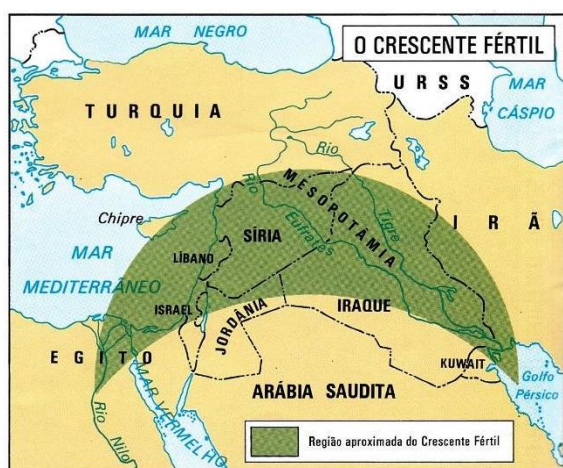 O CRESCENTE FÉRTIL
MAR NEGRO
URSS
MAR
CÁSPIO
TURQUIA
Rio
Rio
MESOPOTÂMIA
Tigre
Eufrates
IRÃ
Chipre
SÍRIA
LÍBANO
MAR
MEDITERRÂNEO
ISRAEL
JORDÂNIA
IRAQUE
EGITO
KUWAIT
ARÁBIA SAUDITA
Golfo
Pérsico
MAR VERMELHO
Rio
Nilo
Região aproximada do Crescente Fértil